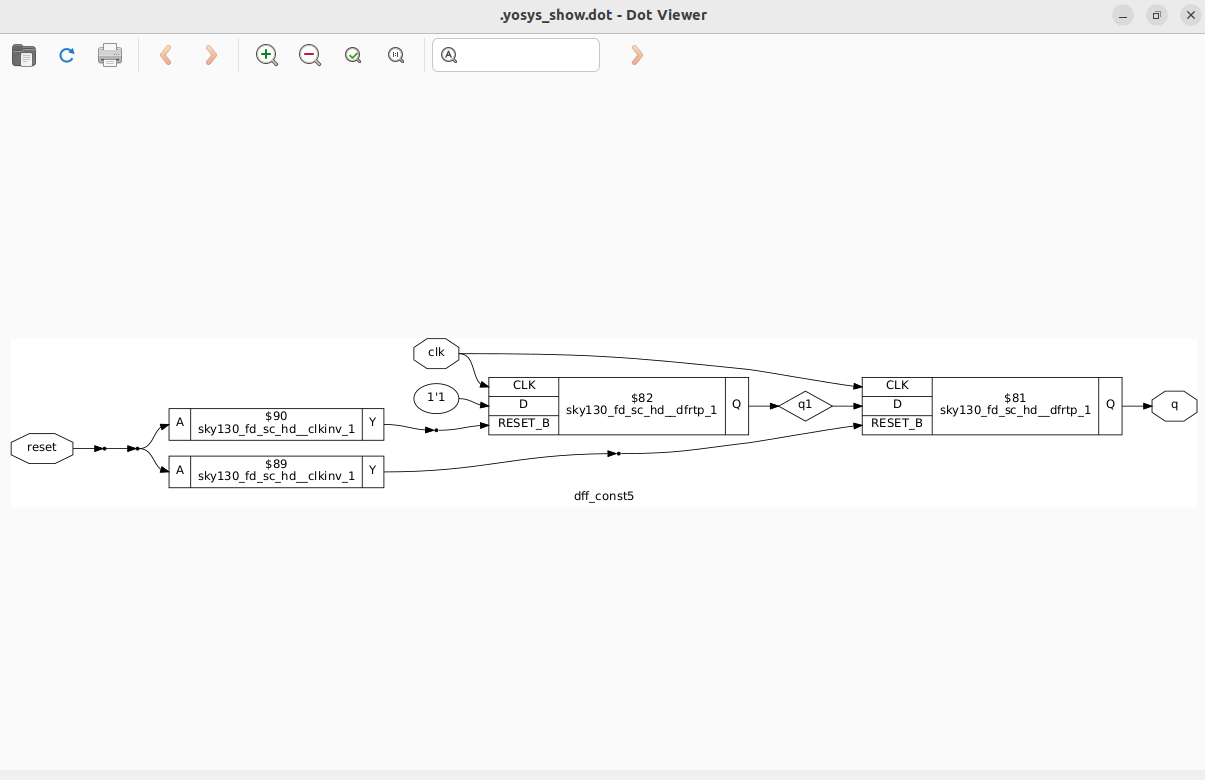 .yosys_show.dot - Dot Viewer
clk
1'1
CLK
D
RESET_B
$82
sky130_fd_sc_hd__dfrtp_1
Q
q1
CLK
D
RESET_B
$81
sky130_fd_sc_hd__dfrtp_1
Q
q
reset
A
$90
sky130_fd_sc_hd__clkinv_1
Y
A
$89
sky130_fd_sc_hd__clkinv_1
Y
dff_const5